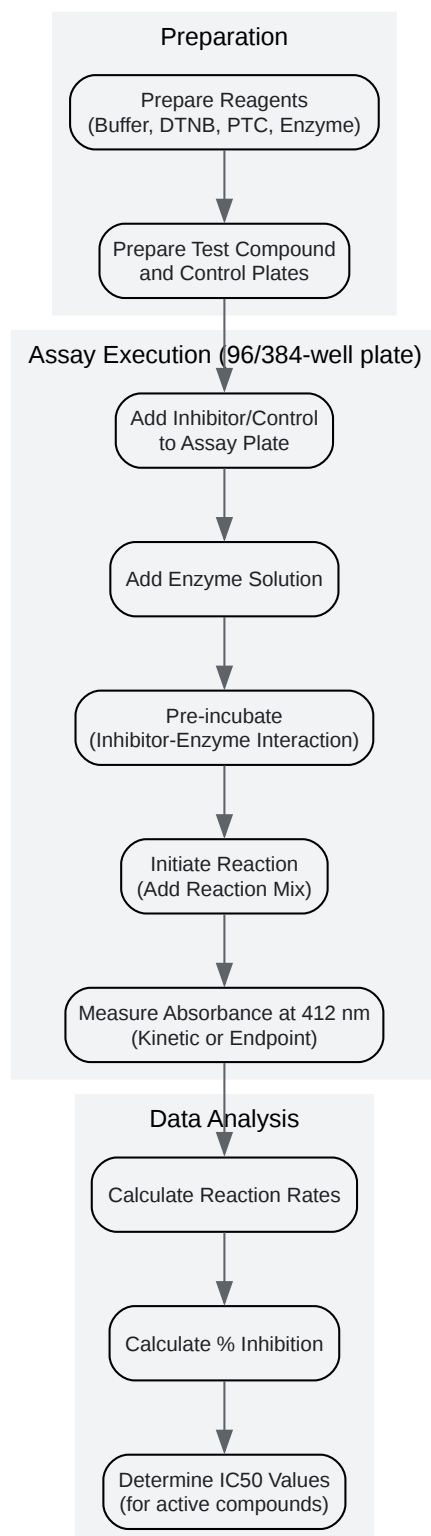 Preparation
Prepare Reagents
(Buffer, DTNB, PTC, Enzyme)
Prepare Test Compound
and Control Plates
Assay Execution (96/384-well plate)
Add Inhibitor/Control
to Assay Plate
Add Enzyme Solution
Pre-incubate
(Inhibitor-Enzyme Interaction)
Initiate Reaction
(Add Reaction Mix)
Measure Absorbance at 412 nm
(Kinetic or Endpoint)
Data Analysis
Calculate Reaction Rates
Calculate % Inhibition
Determine IC50 Values
(for active compounds)